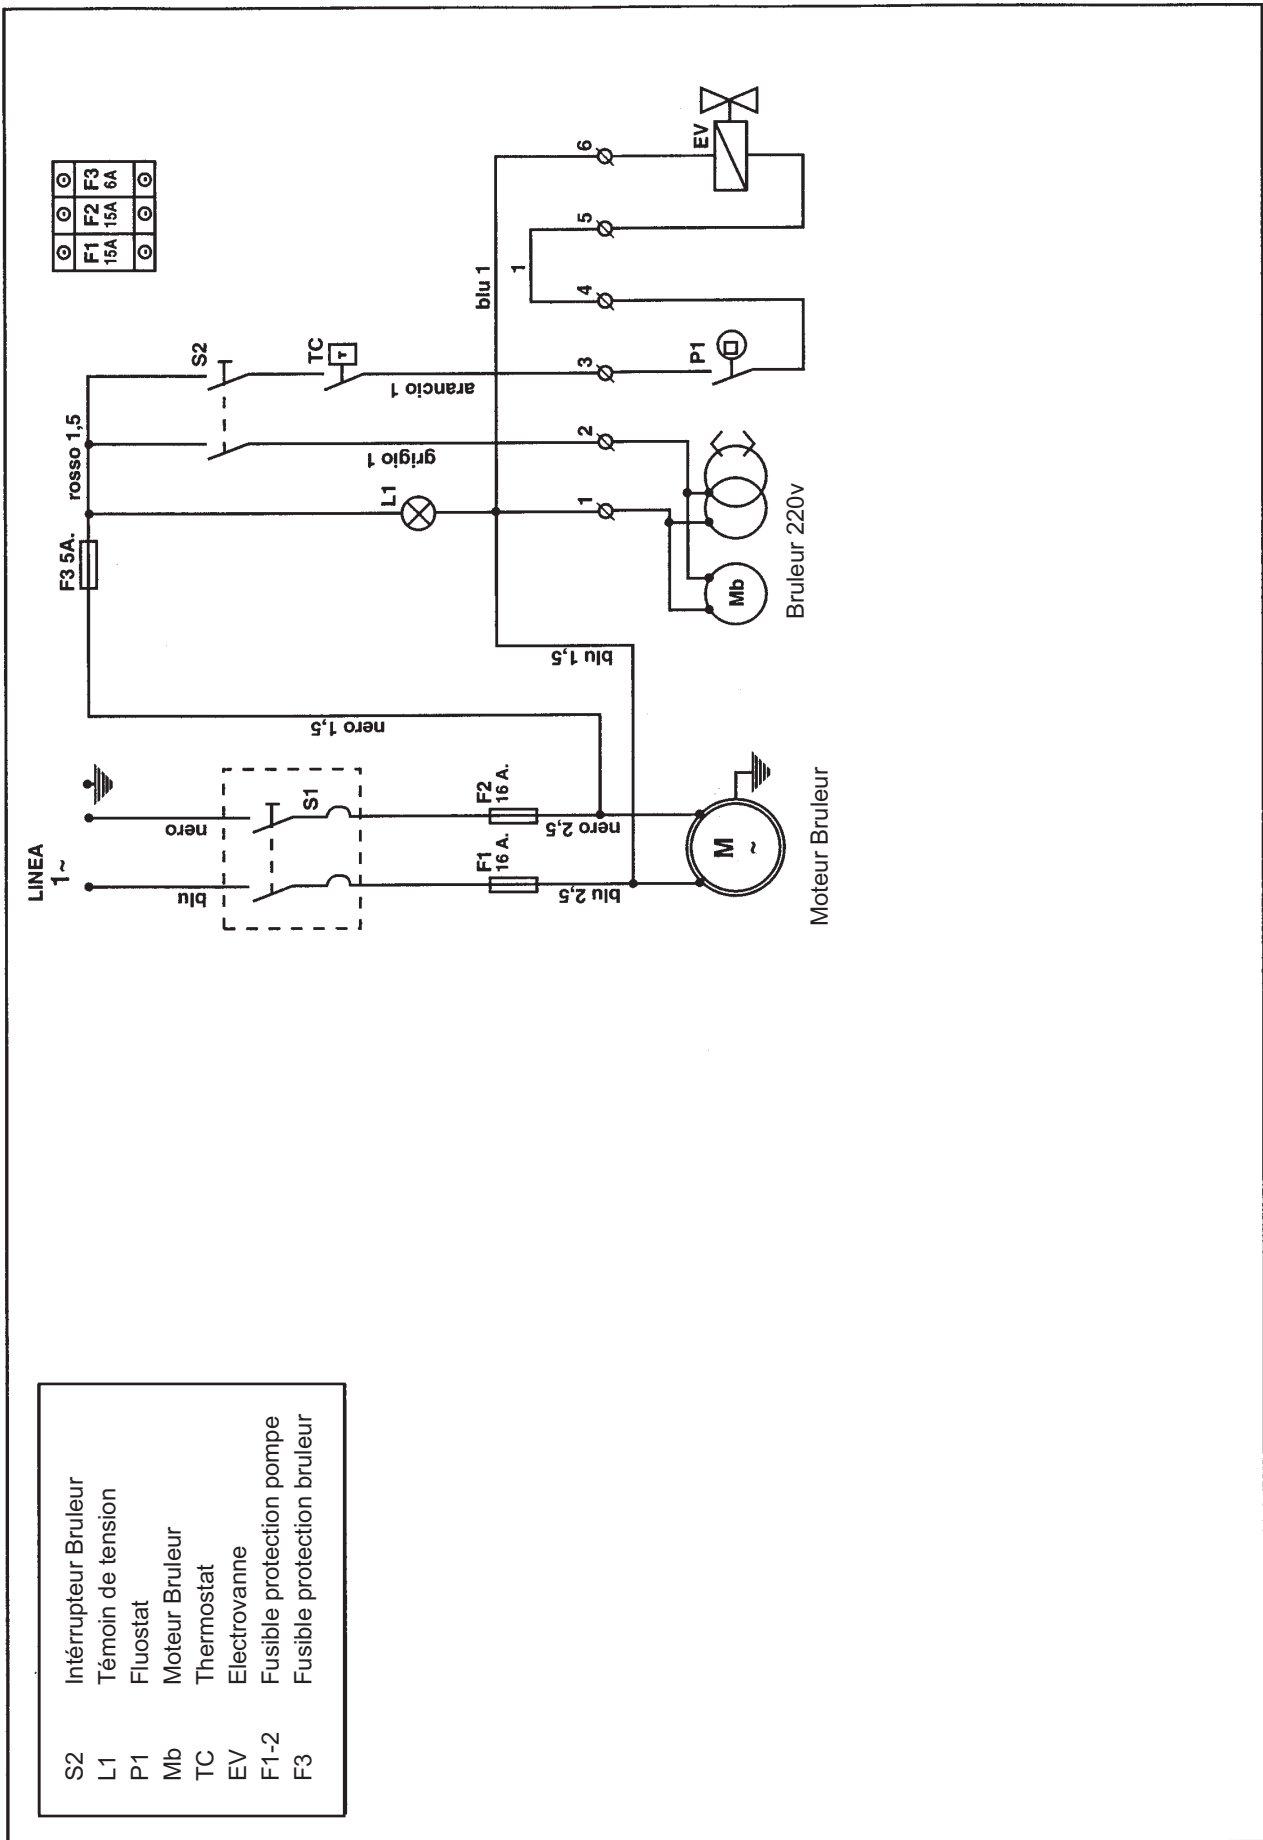 LINEA
1~
blu
nero
S1
F1
16 A.
F2
16 A.
blu 2,5
nero 2,5
M
~
Moteur Bruleur
nero 1,5
blu 1,5
F3 5A.
rosso 1,5
L1
grigio 1
S2
TC
T
arancio 1
blu 1
1
1
2
3
4
5
6
Mb
Bruleur 220v
P1
EV
F1
15A
F2
15A
F3
6A
S2 Intérrupteur Bruleur
L1 Témoin de tension
P1 Fluostat
Mb Moteur Bruleur
TC Thermostat
EV Electrovanne
F1-2 Fusible protection pompe
F3 Fusible protection bruleur